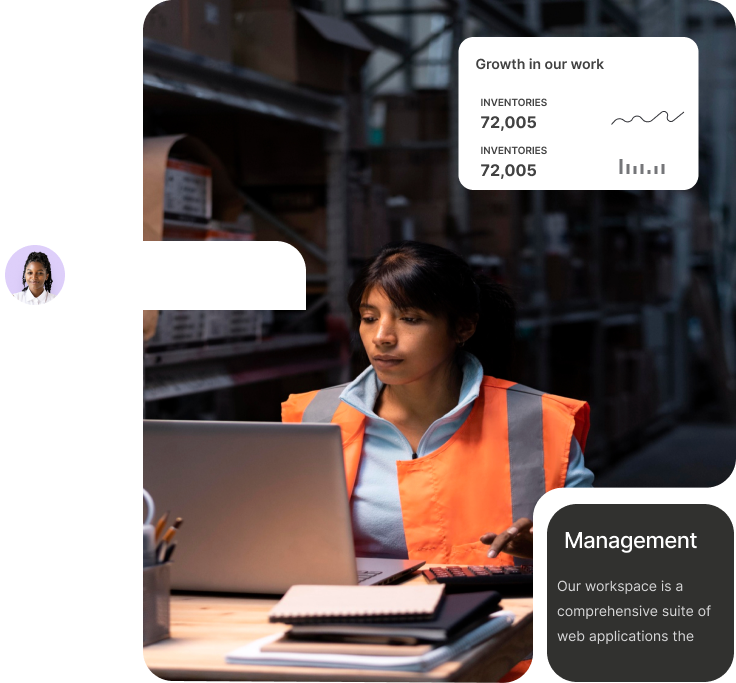 Growth in our work
INVENTORIES
72,005
INVENTORIES
72,005
Management
Our workspace is a
comprehensive suite of
web applications the